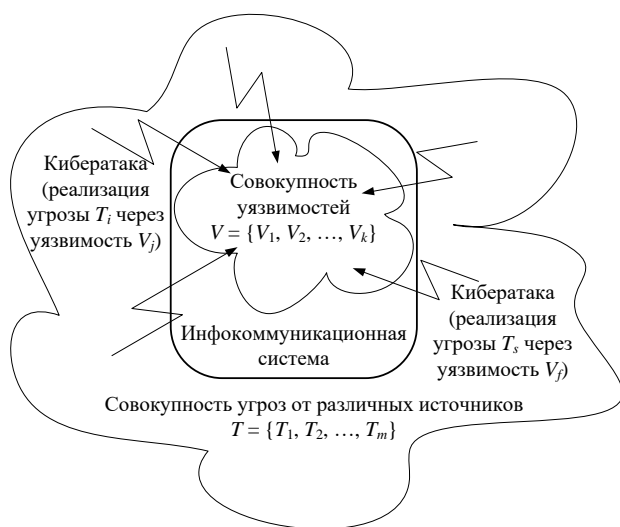 Кибератака
(реализация
угрозы Ti через
уязвимость Vj)
Совокупность
уязвимостей
V = {V1, V2, …, Vk}
Кибератака
(реализация
угрозы Ts через
уязвимость Vf)
Инфокоммуникационная
система
Совокупность угроз от различных источников
T = {T1, T2, …, Tm}